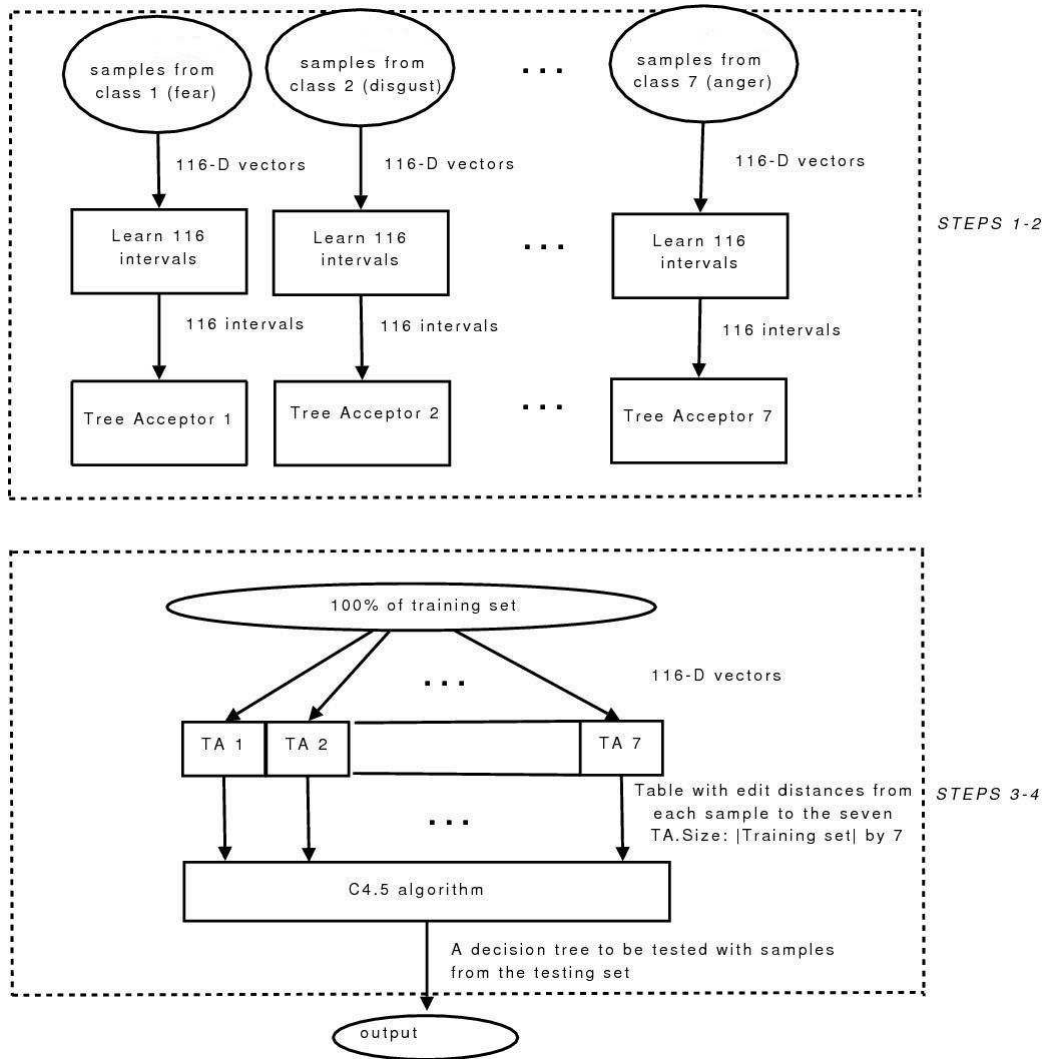 samples from
class 1 (fear)
samples from
class 2 (disgust)
...
samples from
class 7 (anger)
116-D vectors
116-D vectors
116-D vectors
Learn 116
intervals
Learn 116
intervals
...
Learn 116
intervals
STEPS 1-2
116 intervals
116 intervals
116 intervals
Tree Acceptor 1
Tree Acceptor 2
...
Tree Acceptor 7
100% of training set
...
116-D vectors
TA 1
TA 2
TA 7
Table with edit distances from
each sample to the seven
TA.Size: |Training set| by 7
STEPS 3-4
...
C4.5 algorithm
A decision tree to be tested with samples
from the testing set
output